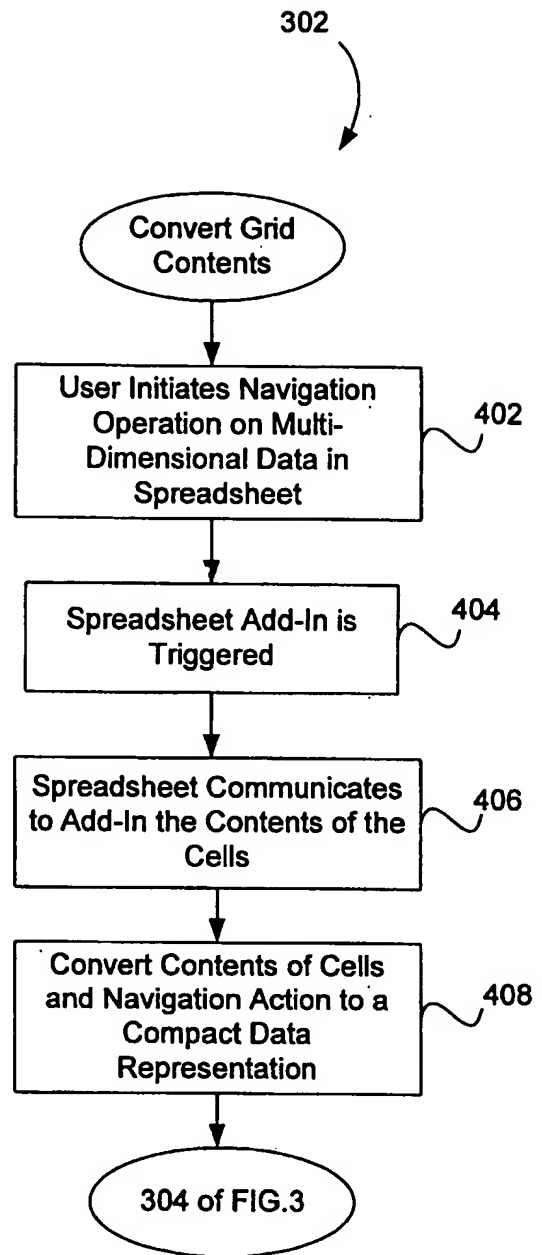 302
Convert Grid
Contents
User Initiates Navigation
Operation on Multi-
Dimensional Data in
Spreadsheet
402
Spreadsheet Add-In is
Triggered
404
Spreadsheet Communicates
to Add-In the Contents of the
Cells
406
Convert Contents of Cells
and Navigation Action to a
Compact Data
Representation
408
304 of FIG.3